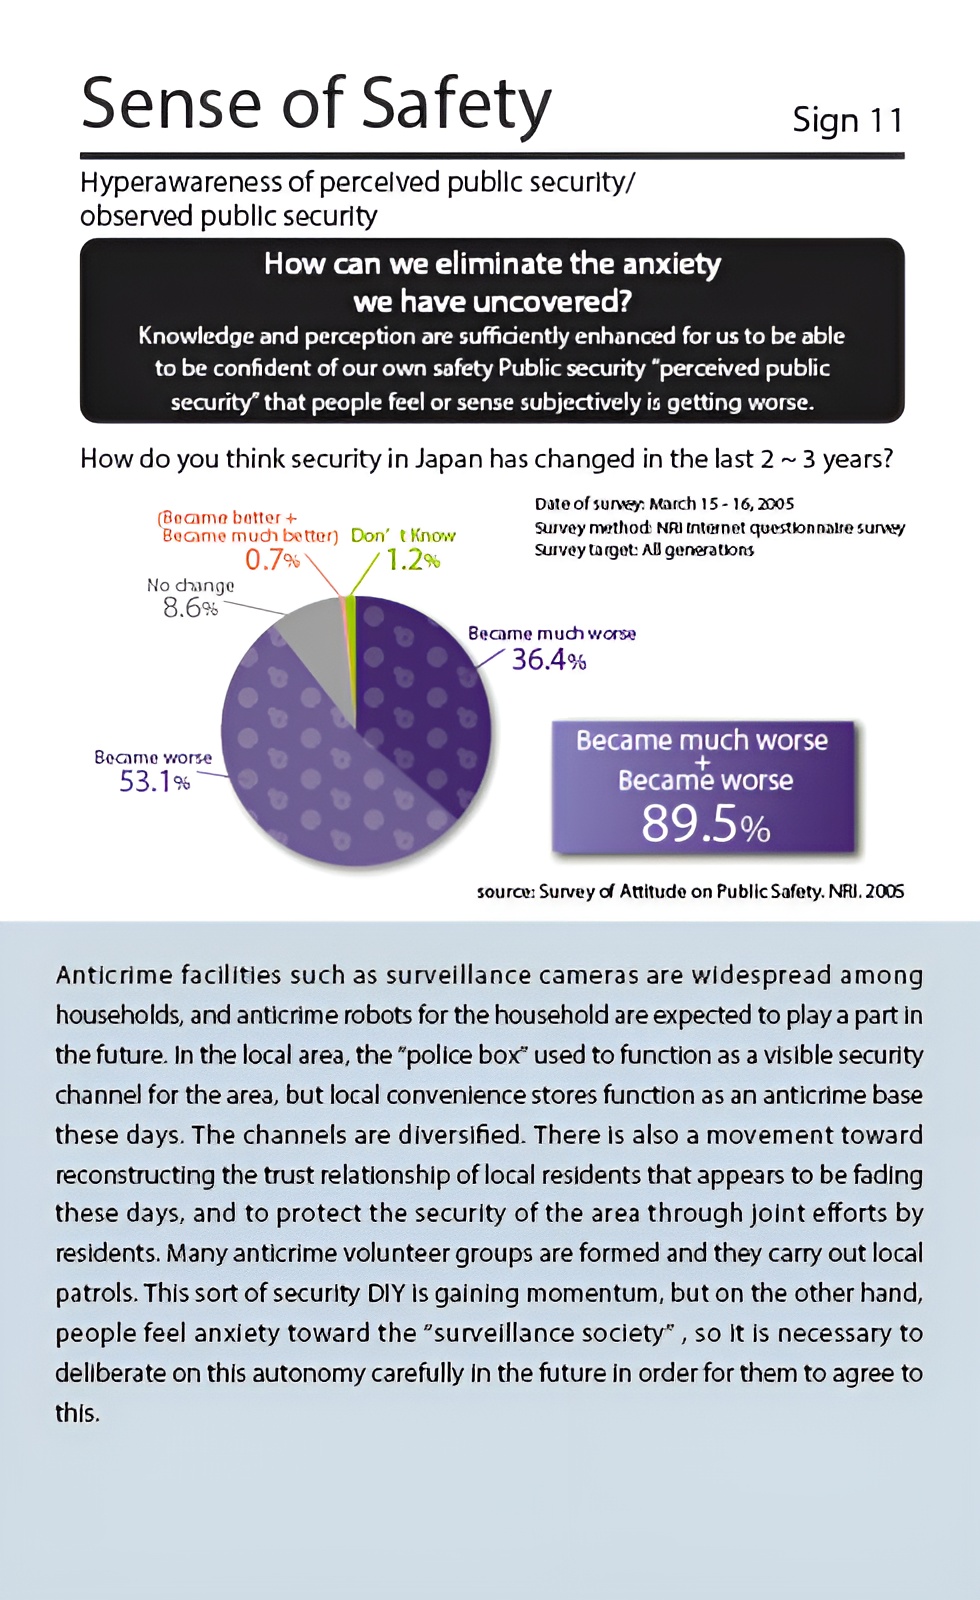 Sense of Safety
Sign 11
Hyperawareness of perceived public security/
observed public security
How can we eliminate the anxiety
we have uncovered?
Knowledge and perception are sufficiently enhanced for us to be able
to be confident of our own safety Public security "perceived public
security" that people feel or sense subjectively is getting worse.
How do you think security in Japan has changed in the last 2 ~ 3 years?
Date of survey: March 15 - 16, 2005
Survey method: NRI Internet questionnaire survey
Survey target: All generations
(Became better +
Became much better)
0.7%
Don' t Know
1.2%
No change
8.6%
Became much worse
36.4%
Became worse
53.1%
Became much worse
+
Became worse
89.5%
source: Survey of Attitude on Public Safety. NRI. 2005
Anticrime facilities such as surveillance cameras are widespread among
households, and anticrime robots for the household are expected to play a part in
the future. In the local area, the "police box" used to function as a visible security
channel for the area, but local convenience stores function as an anticrime base
these days. The channels are diversified. There is also a movement toward
reconstructing the trust relationship of local residents that appears to be fading
these days, and to protect the security of the area through joint efforts by
residents. Many anticrime volunteer groups are formed and they carry out local
patrols. This sort of security DIY is gaining momentum, but on the other hand,
people feel anxiety toward the "surveillance society" , so it is necessary to
deliberate on this autonomy carefully in the future in order for them to agree to
this.